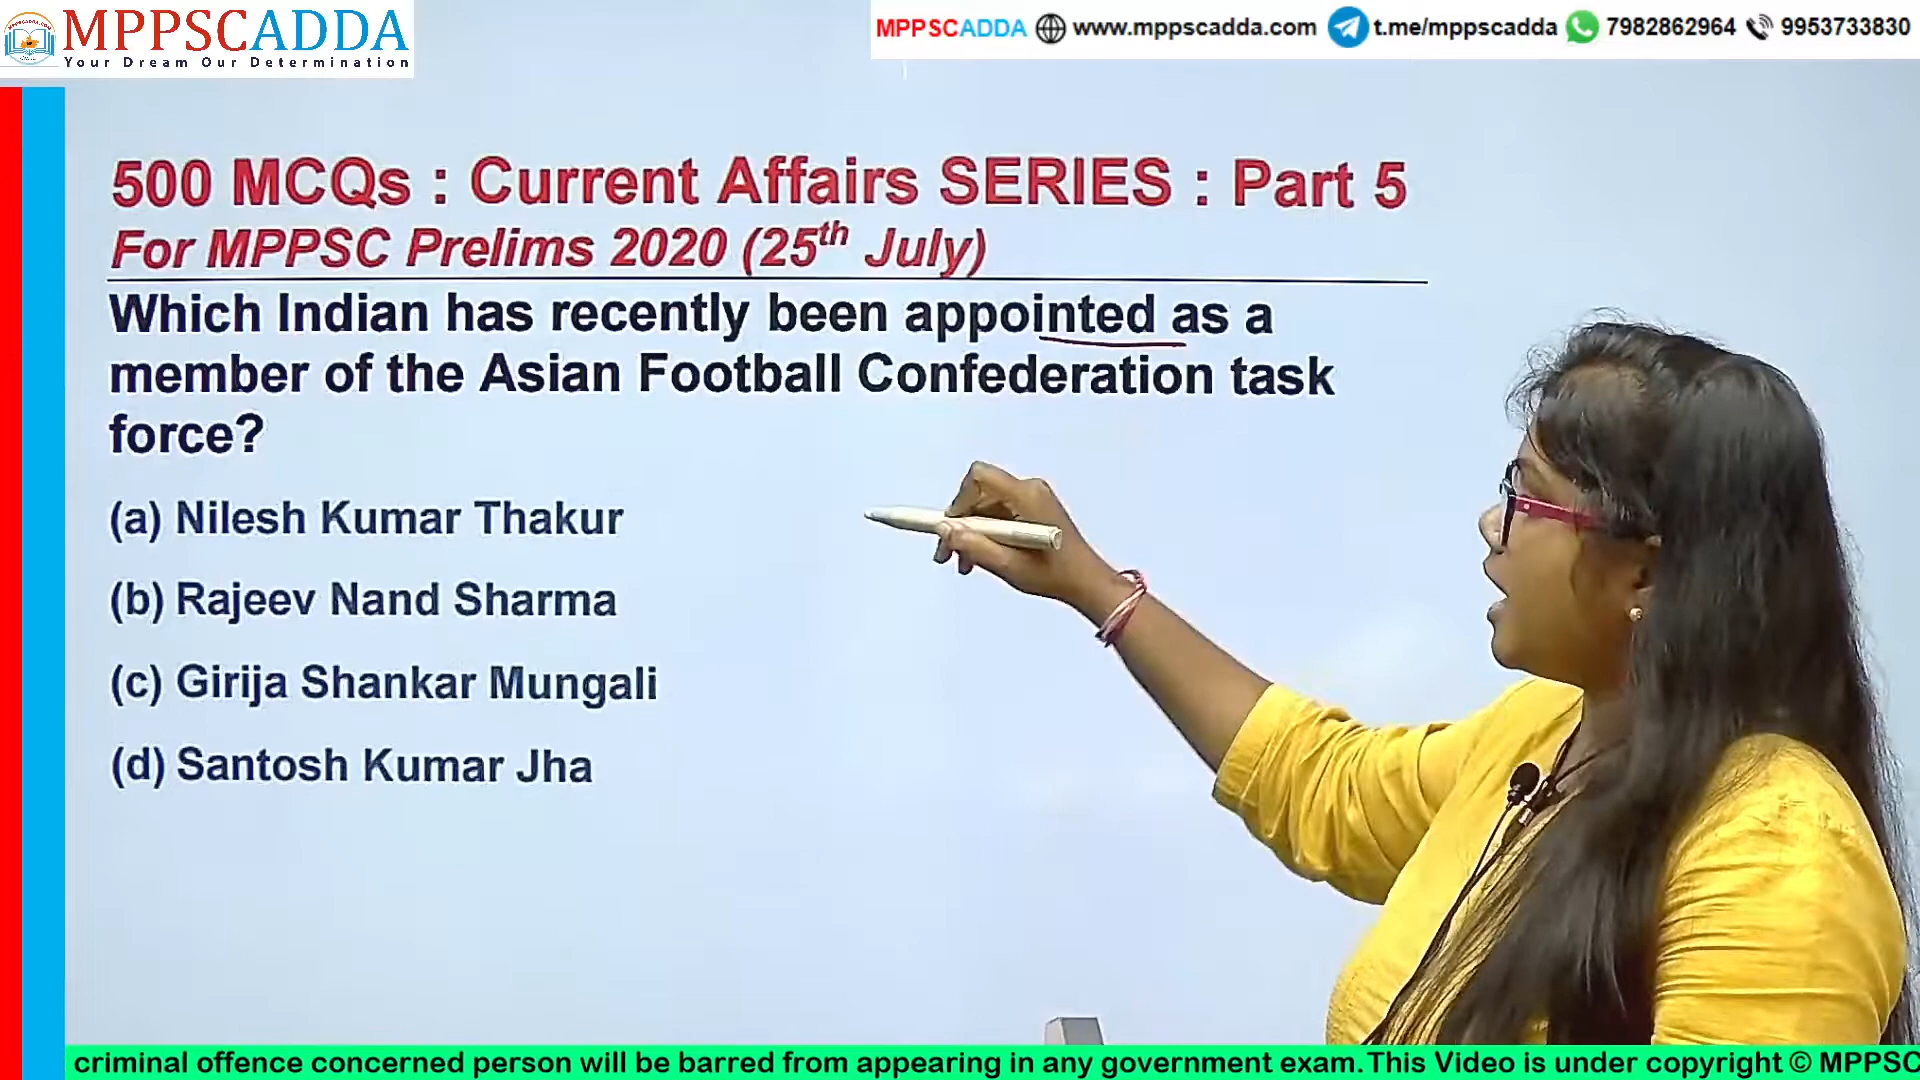 MPPSCADDA
Your Dream Our Determination
MPPSCADDA www.mppscadda.com t.me/mppscadda 7982862964 9953733830
500 MCQs : Current Affairs SERIES : Part 5
For MPPSC Prelims 2020 (25th July)
Which Indian has recently been appointed as a
member of the Asian Football Confederation task
force?
(a) Nilesh Kumar Thakur
(b) Rajeev Nand Sharma
(c) Girija Shankar Mungali
(d) Santosh Kumar Jha
criminal offence concerned person will be barred from appearing in any government exam. This Video is under copyright © MPPSC